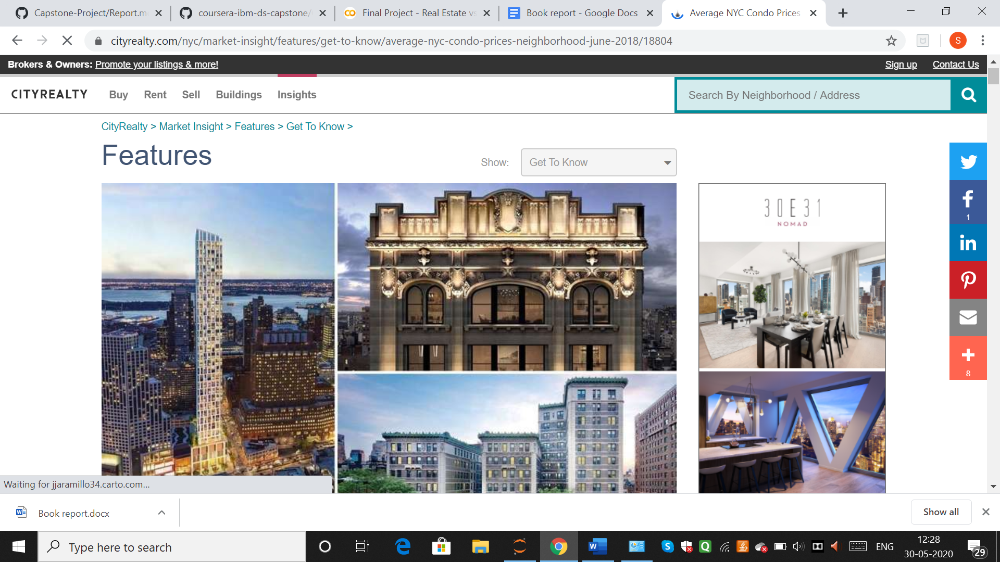 Capstone-Project/Report.m
coursera-ibm-ds-capstone/
Final Project - Real Estate vs
Book report - Google Docs
Average NYC Condo Prices
cityrealty.com/nyc/market-insight/features/get-to-know/average-nyc-condo-prices-neighborhood-june-2018/18804
S
Brokers & Owners: Promote your listings & more!
Sign up
Contact Us
CITYREALTY
Buy
Rent
Sell
Buildings
Insights
Search By Neighborhood / Address
CityRealty > Market Insight > Features > Get To Know >
Features
Show:
Get To Know
30E31
NOMAD
1
in
8
Waiting for jjaramillo34.carto.com...
Book report.docx
Show all
Type here to search
ENG
12:28
30-05-2020
29